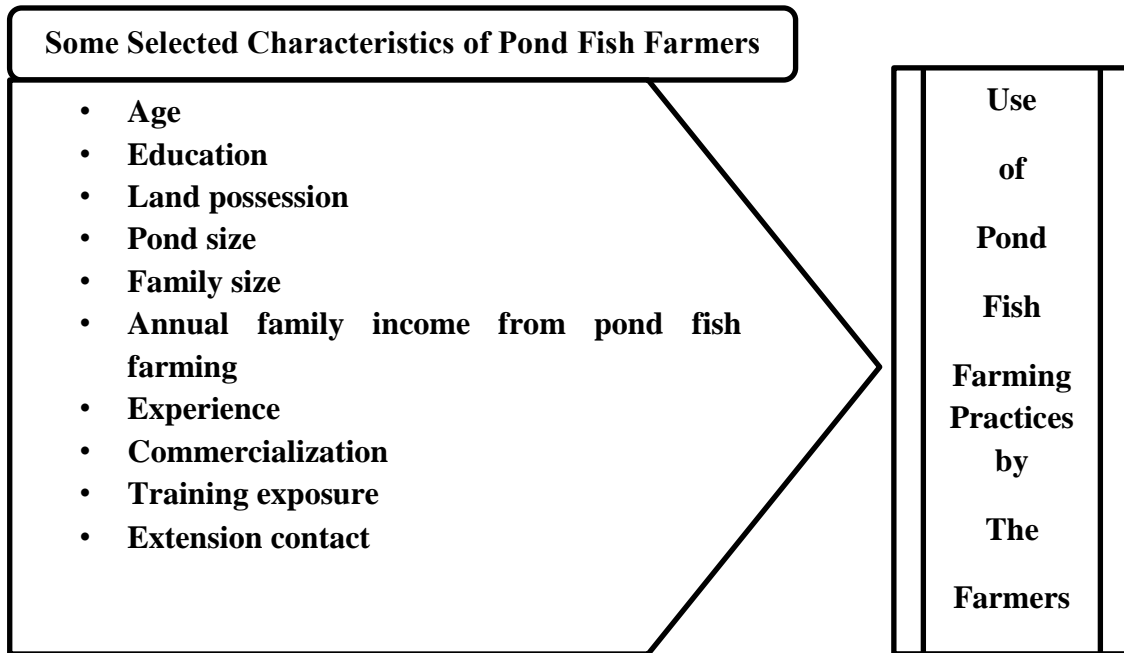 Some Selected Characteristics of Pond Fish Farmers
• Age
• Education
• Land possession
• Pond size
• Family size
• Annual family income from pond fish
farming
• Experience
• Commercialization
• Training exposure
• Extension contact
Use
of
Pond
Fish
Farming
Practices
by
The
Farmers